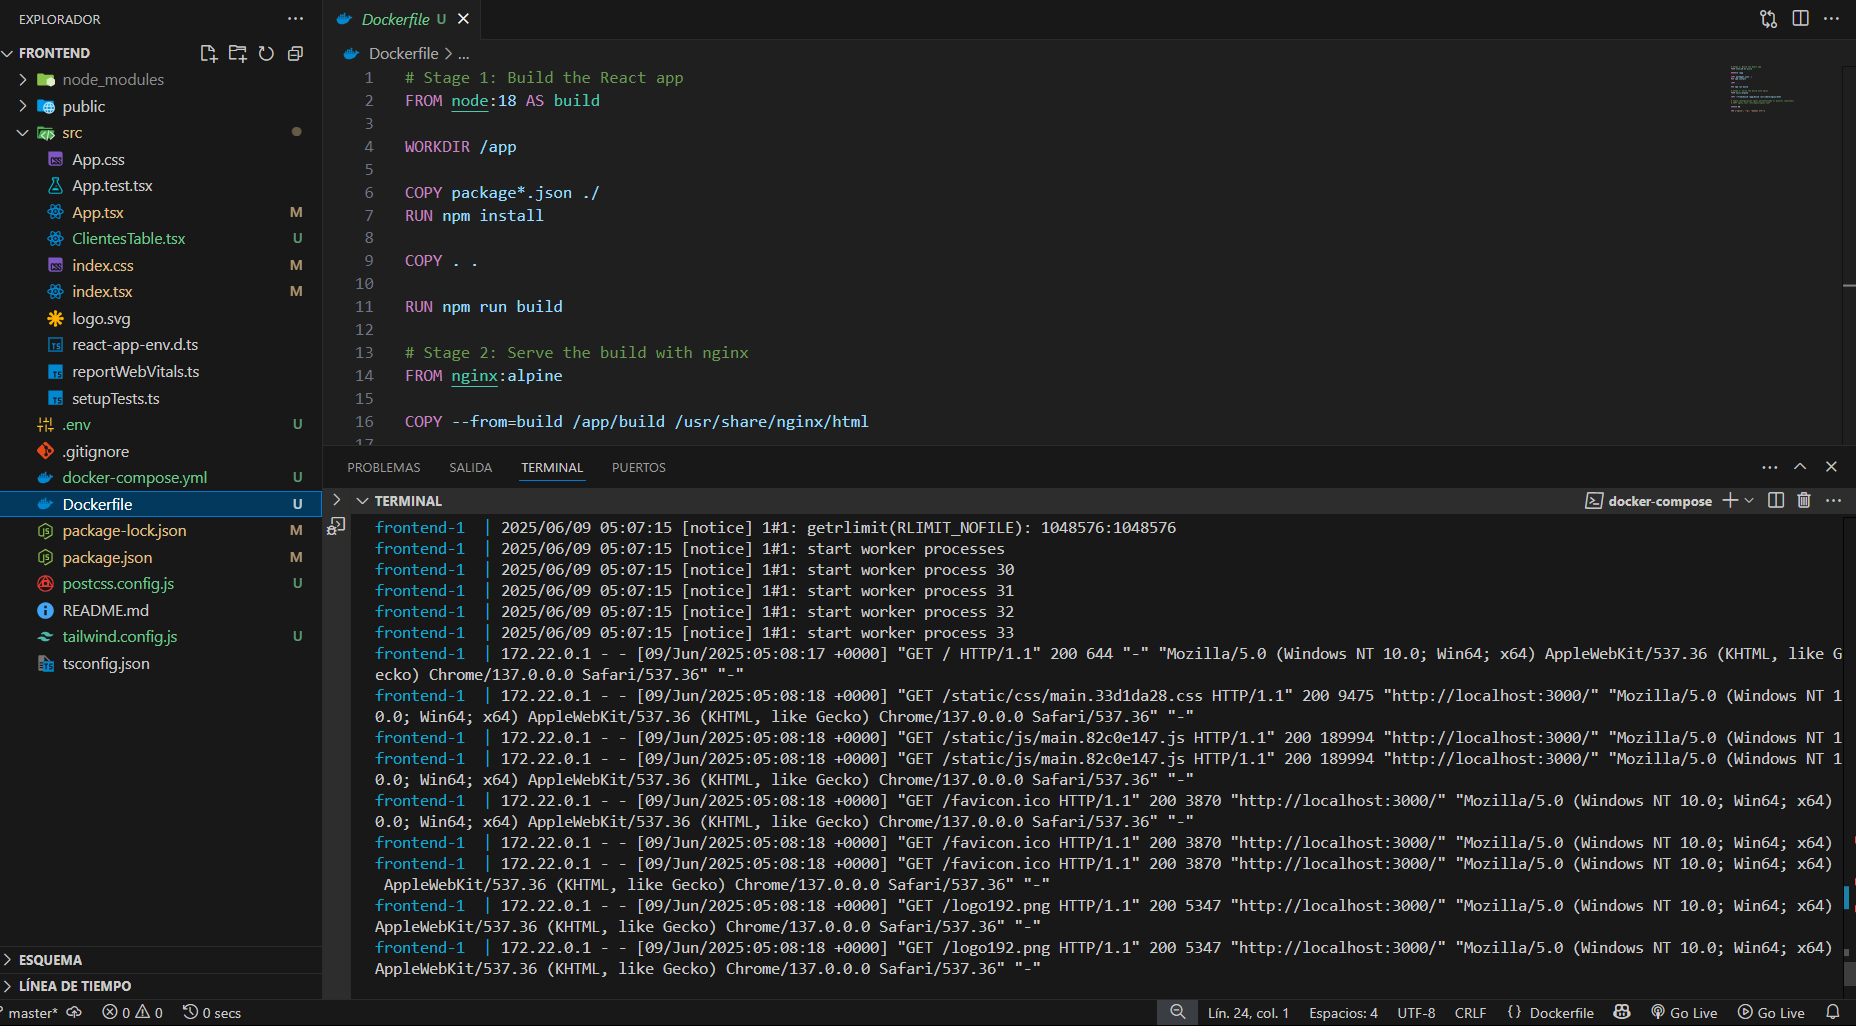 EXPLORADOR
FRONTEND
node_modules
public
src
App.css
App.test.tsx
App.tsx M
ClientesTable.tsx U
index.css M
index.tsx M
logo.svg
react-app-env.d.ts
reportWebVitals.ts
setupTests.ts
.env U
.gitignore
docker-compose.yml U
Dockerfile U
package-lock.json M
package.json M
postcss.config.js U
README.md
tailwind.config.js U
tsconfig.json
ESQUEMA
LÍNEA DE TIEMPO
Dockerfile U
Dockerfile > ...
1 # Stage 1: Build the React app
2 FROM node:18 AS build
3
4 WORKDIR /app
5
6 COPY package*.json ./
7 RUN npm install
8
9 COPY . .
10
11 RUN npm run build
12
13 # Stage 2: Serve the build with nginx
14 FROM nginx:alpine
15
16 COPY --from=build /app/build /usr/share/nginx/html
17
PROBLEMAS SALIDA TERMINAL PUERTOS
TERMINAL
docker-compose
frontend-1 | 2025/06/09 05:07:15 [notice] 1#1: getrlimit(RLIMIT_NOFILE): 1048576:1048576
frontend-1 | 2025/06/09 05:07:15 [notice] 1#1: start worker processes
frontend-1 | 2025/06/09 05:07:15 [notice] 1#1: start worker process 30
frontend-1 | 2025/06/09 05:07:15 [notice] 1#1: start worker process 31
frontend-1 | 2025/06/09 05:07:15 [notice] 1#1: start worker process 32
frontend-1 | 2025/06/09 05:07:15 [notice] 1#1: start worker process 33
frontend-1 | 172.22.0.1 - - [09/Jun/2025:05:08:17 +0000] "GET / HTTP/1.1" 200 644 "-" "Mozilla/5.0 (Windows NT 10.0; Win64; x64) AppleWebKit/537.36 (KHTML, like G
ecko) Chrome/137.0.0.0 Safari/537.36" "-"
frontend-1 | 172.22.0.1 - - [09/Jun/2025:05:08:18 +0000] "GET /static/css/main.33d1da28.css HTTP/1.1" 200 9475 "http://localhost:3000/" "Mozilla/5.0 (Windows NT 1
0.0; Win64; x64) AppleWebKit/537.36 (KHTML, like Gecko) Chrome/137.0.0.0 Safari/537.36" "-"
frontend-1 | 172.22.0.1 - - [09/Jun/2025:05:08:18 +0000] "GET /static/js/main.82c0e147.js HTTP/1.1" 200 189994 "http://localhost:3000/" "Mozilla/5.0 (Windows NT 1
frontend-1 | 172.22.0.1 - - [09/Jun/2025:05:08:18 +0000] "GET /static/js/main.82c0e147.js HTTP/1.1" 200 189994 "http://localhost:3000/" "Mozilla/5.0 (Windows NT 1
0.0; Win64; x64) AppleWebKit/537.36 (KHTML, like Gecko) Chrome/137.0.0.0 Safari/537.36" "-"
frontend-1 | 172.22.0.1 - - [09/Jun/2025:05:08:18 +0000] "GET /favicon.ico HTTP/1.1" 200 3870 "http://localhost:3000/" "Mozilla/5.0 (Windows NT 10.0; Win64; x64)
0.0; Win64; x64) AppleWebKit/537.36 (KHTML, like Gecko) Chrome/137.0.0.0 Safari/537.36" "-"
frontend-1 | 172.22.0.1 - - [09/Jun/2025:05:08:18 +0000] "GET /favicon.ico HTTP/1.1" 200 3870 "http://localhost:3000/" "Mozilla/5.0 (Windows NT 10.0; Win64; x64)
frontend-1 | 172.22.0.1 - - [09/Jun/2025:05:08:18 +0000] "GET /favicon.ico HTTP/1.1" 200 3870 "http://localhost:3000/" "Mozilla/5.0 (Windows NT 10.0; Win64; x64)
AppleWebKit/537.36 (KHTML, like Gecko) Chrome/137.0.0.0 Safari/537.36" "-"
frontend-1 | 172.22.0.1 - - [09/Jun/2025:05:08:18 +0000] "GET /logo192.png HTTP/1.1" 200 5347 "http://localhost:3000/" "Mozilla/5.0 (Windows NT 10.0; Win64; x64)
AppleWebKit/537.36 (KHTML, like Gecko) Chrome/137.0.0.0 Safari/537.36" "-"
frontend-1 | 172.22.0.1 - - [09/Jun/2025:05:08:18 +0000] "GET /logo192.png HTTP/1.1" 200 5347 "http://localhost:3000/" "Mozilla/5.0 (Windows NT 10.0; Win64; x64)
AppleWebKit/537.36 (KHTML, like Gecko) Chrome/137.0.0.0 Safari/537.36" "-"
master* 0 0 0 secs Lín. 24, col. 1 Espacios: 4 UTF-8 CRLF {} Dockerfile Go Live Go Live